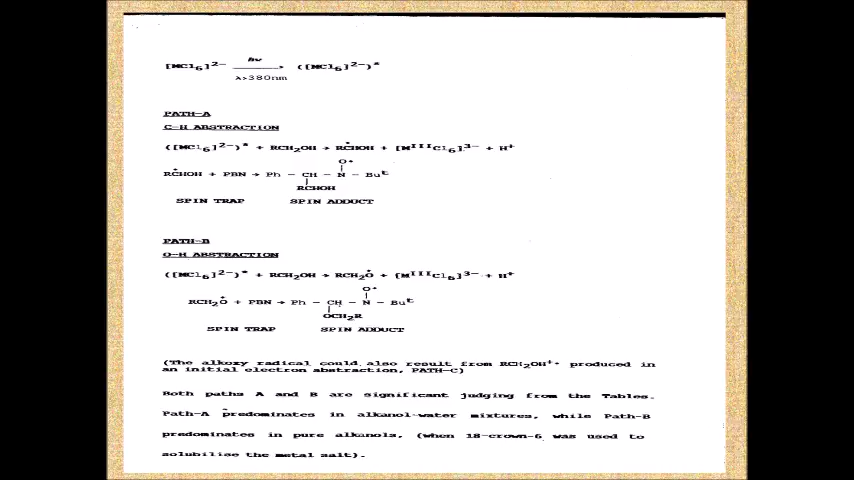 [MCl6]2− hν ⟶ ([MCl6]2−)*
λ>380nm
PATH-A
C-H ABSTRACTION
([MCl6]2−)* + RCH2OH → RĊHOH + [MIIICl6]3− + H+
O•
RĊHOH + PBN → Ph − CH − N − But
RCHOH
SPIN TRAP SPIN ADDUCT
PATH-B
O-H ABSTRACTION
([MCl6]2−)* + RCH2OH → RCH2Ȯ + [MIIICl6]3− + H+
O•
RCH2Ȯ + PBN → Ph − CH − N − But
OCH2R
SPIN TRAP SPIN ADDUCT
(The alkoxy radical could also result from RCH2OH+• produced in
an initial electron abstraction, PATH-C)
Both paths A and B are significant judging from the Tables.
Path-A predominates in alkanol-water mixtures, while Path-B
predominates in pure alkanols, (when 18-crown-6 was used to
solubilise the metal salt).